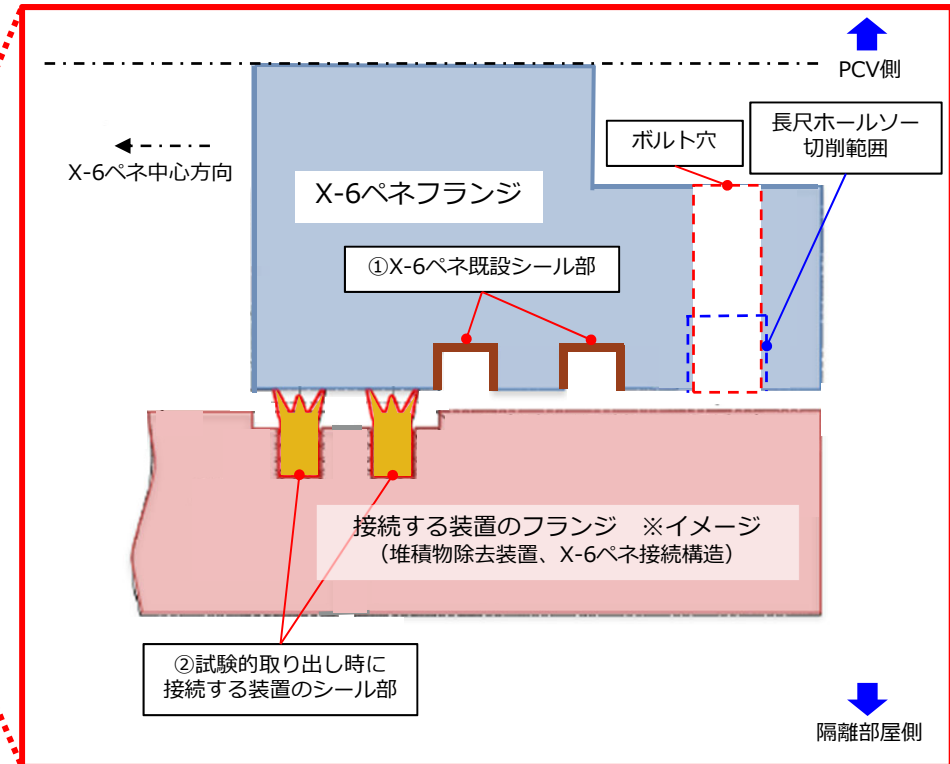 PCV側
長尺ホールソー
切削範囲
ボルト穴
X-6ペネ中心方向
X-6ペネフランジ
①X-6ペネ既設シール部
接続する装置のフランジ　※イメージ
（堆積物除去装置、X-6ペネ接続構造）
②試験的取り出し時に
接続する装置のシール部
隔離部屋側